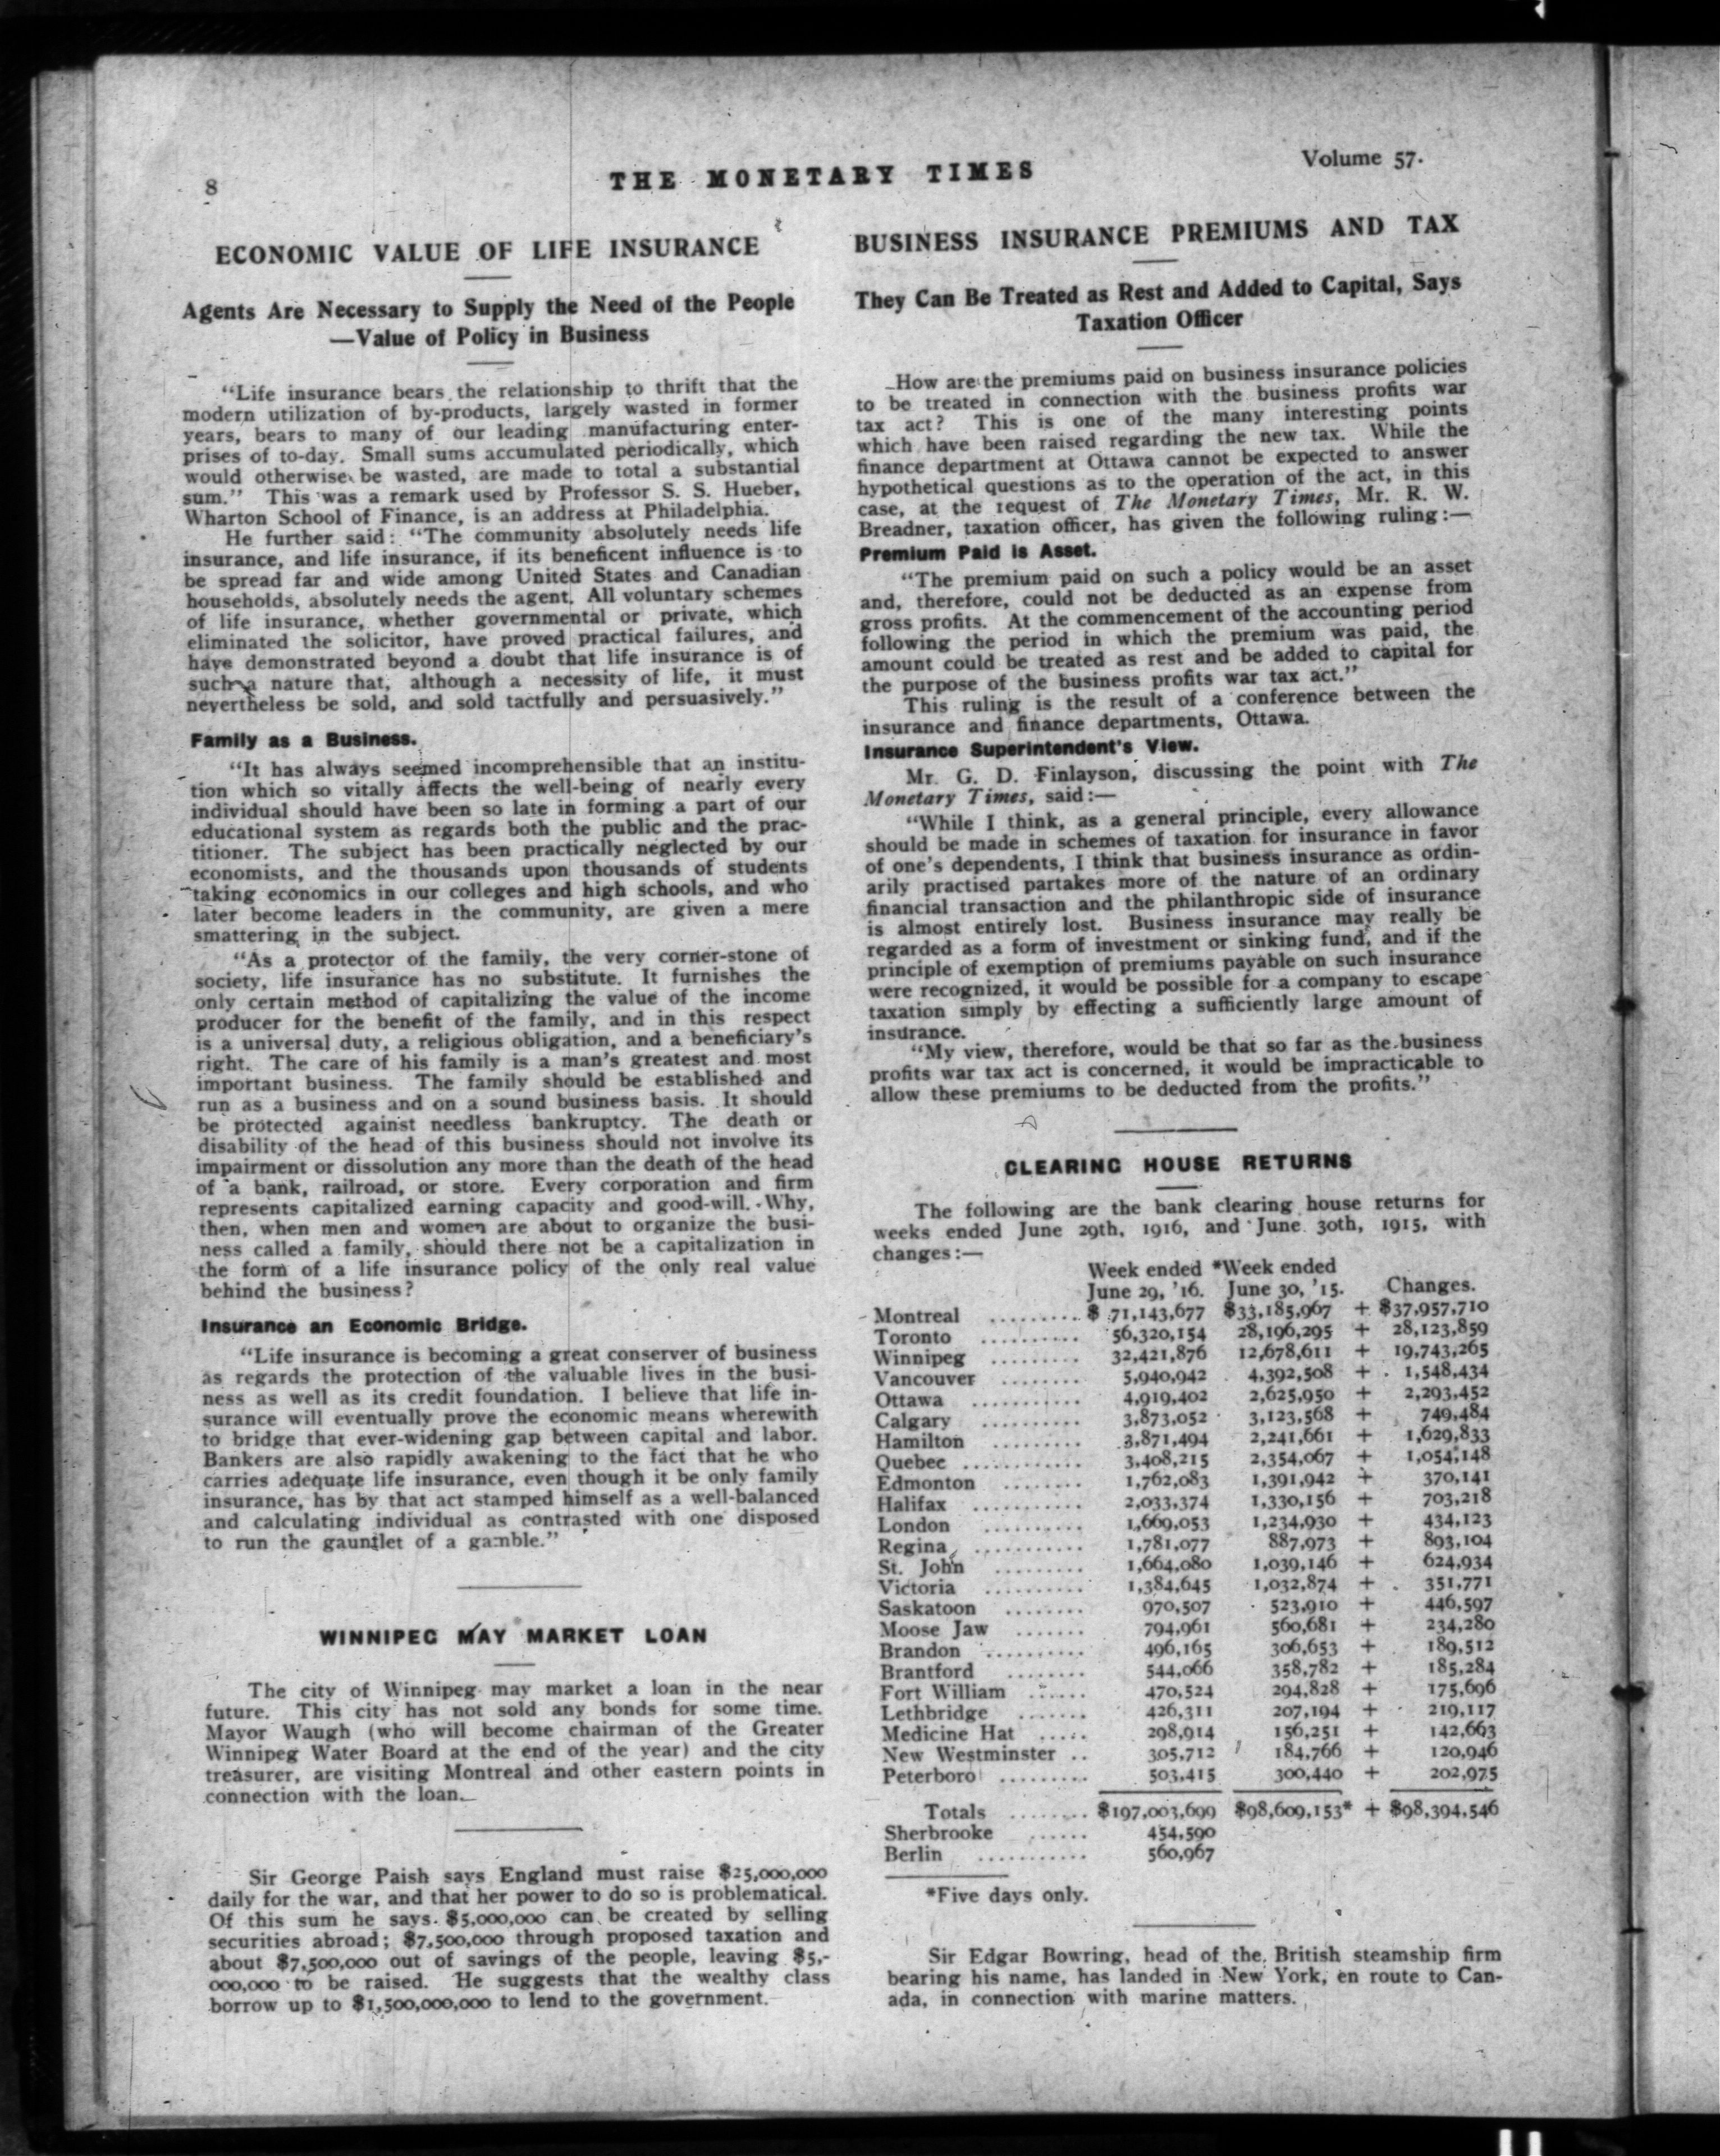 8
THE MONETARY TIMES
Volume 57.
ECONOMIC VALUE OF LIFE INSURANCE
Agents Are Necessary to Supply the Need of the People
—Value of Policy in Business
"Life insurance bears the relationship to thrift that the
modern utilization of by-products, largely wasted in former
years, bears to many of our leading manufacturing enter-
prises of to-day. Small sums accumulated periodically, which
would otherwise be wasted, are made to total a substantial
sum." This was a remark used by Professor S. S. Hueber,
Wharton School of Finance, is an address at Philadelphia.
He further said: "The community absolutely needs life
insurance, and life insurance, if its beneficent influence is to
be spread far and wide among United States and Canadian
households, absolutely needs the agent. All voluntary schemes
of life insurance, whether governmental or private, which
eliminated the solicitor, have proved practical failures, and
have demonstrated beyond a doubt that life insurance is of
such a nature that, although a necessity of life, it must
nevertheless be sold, and sold tactfully and persuasively."
Family as a Business.
"It has always seemed incomprehensible that an institu-
tion which so vitally affects the well-being of nearly every
individual should have been so late in forming a part of our
educational system as regards both the public and the prac-
titioner. The subject has been practically neglected by our
economists, and the thousands upon thousands of students
taking economics in our colleges and high schools, and who
later become leaders in the community, are given a mere
smattering in the subject.
"As a protector of the family, the very corner-stone of
society, life insurance has no substitute. It furnishes the
only certain method of capitalizing the value of the income
producer for the benefit of the family, and in this respect
is a universal duty, a religious obligation, and a beneficiary's
right. The care of his family is a man's greatest and most
important business. The family should be established and
run as a business and on a sound business basis. It should
be protected against needless bankruptcy. The death or
disability of the head of this business should not involve its
impairment or dissolution any more than the death of the head
of a bank, railroad, or store. Every corporation and firm
represents capitalized earning capacity and good-will. Why,
then, when men and women are about to organize the busi-
ness called a family, should there not be a capitalization in
the form of a life insurance policy of the only real value
behind the business?
Insurance an Economic Bridge.
"Life insurance is becoming a great conserver of business
as regards the protection of the valuable lives in the busi-
ness as well as its credit foundation. I believe that life in-
surance will eventually prove the economic means wherewith
to bridge that ever-widening gap between capital and labor.
Bankers are also rapidly awakening to the fact that he who
carries adequate life insurance, even though it be only family
insurance, has by that act stamped himself as a well-balanced
and calculating individual as contrasted with one disposed
to run the gauntlet of a gamble."
WINNIPEG MAY MARKET LOAN
The city of Winnipeg may market a loan in the near
future. This city has not sold any bonds for some time.
Mayor Waugh (who will become chairman of the Greater
Winnipeg Water Board at the end of the year) and the city
treasurer, are visiting Montreal and other eastern points in
connection with the loan.
Sir George Paish says England must raise $25,000,000
daily for the war, and that her power to do so is problematical.
Of this sum he says $5,000,000 can be created by selling
securities abroad; $7,500,000 through proposed taxation and
about $7,500,000 out of savings of the people, leaving $5,-
000,000 to be raised. He suggests that the wealthy class
borrow up to $1,500,000,000 to lend to the government.
BUSINESS INSURANCE PREMIUMS AND TAX
They Can Be Treated as Rest and Added to Capital, Says
Taxation Officer
How are the premiums paid on business insurance policies
to be treated in connection with the business profits war
tax act? This is one of the many interesting points
which have been raised regarding the new tax. While the
finance department at Ottawa cannot be expected to answer
hypothetical questions as to the operation of the act, in this
case, at the request of The Monetary Times, Mr. R. W.
Breadner, taxation officer, has given the following ruling:—
Premium Paid is Asset.
"The premium paid on such a policy would be an asset
and, therefore, could not be deducted as an expense from
gross profits. At the commencement of the accounting period
following the period in which the premium was paid, the
amount could be treated as rest and be added to capital for
the purpose of the business profits war tax act."
This ruling is the result of a conference between the
insurance and finance departments, Ottawa.
Insurance Superintendent's View.
Mr. G. D. Finlayson, discussing the point with The
Monetary Times, said:—
"While I think, as a general principle, every allowance
should be made in schemes of taxation for insurance in favor
of one's dependents, I think that business insurance as ordin-
arily practised partakes more of the nature of an ordinary
financial transaction and the philanthropic side of insurance
is almost entirely lost. Business insurance may really be
regarded as a form of investment or sinking fund, and if the
principle of exemption of premiums payable on such insurance
were recognized, it would be possible for a company to escape
taxation simply by effecting a sufficiently large amount of
insurance.
"My view, therefore, would be that so far as the business
profits war tax act is concerned, it would be impracticable to
allow these premiums to be deducted from the profits."
CLEARING HOUSE RETURNS
The following are the bank clearing house returns for
weeks ended June 29th, 1916, and June 30th, 1915, with
changes:—
Week ended *Week ended
June 29, '16. June 30, '15. Changes.
Montreal .......... $ 71,143,677 $33,185,967 + $37,957,710
Toronto .......... 56,320,154 28,196,295 + 28,123,859
Winnipeg ......... 32,421,876 12,678,611 + 19,743,265
Vancouver ........ 5,940,942 4,392,508 + 1,548,434
Ottawa ........... 4,919,402 2,625,950 + 2,293,452
Calgary .......... 3,873,052 3,123,568 + 749,484
Hamilton ......... 3,871,494 2,241,661 + 1,629,833
Quebec ............ 3,408,215 2,354,067 + 1,054,148
Edmonton ........ 1,762,083 1,391,942 + 370,141
Halifax ........... 2,033,374 1,330,156 + 703,218
London .......... 1,669,053 1,234,930 + 434,123
Regina ........... 1,781,077 887,973 + 893,104
St. John ......... 1,664,080 1,039,146 + 624,934
Victoria .......... 1,384,645 1,032,874 + 351,771
Saskatoon ........ 970,507 523,910 + 446,597
Moose Jaw ....... 794,961 560,681 + 234,280
Brandon .......... 496,165 306,653 + 189,512
Brantford ........ 544,066 358,782 + 185,284
Fort William ...... 470,524 294,828 + 175,696
Lethbridge ....... 426,311 207,194 + 219,117
Medicine Hat ..... 298,914 156,251 + 142,663
New Westminster .. 305,712 184,766 + 120,946
Peterboro ......... 503,415 300,440 + 202,975
Totals ........ $197,003,699 $98,609,153* + $98,394,546
Sherbrooke ...... 454,590
Berlin ........... 560,967
*Five days only.
Sir Edgar Bowring, head of the British steamship firm
bearing his name, has landed in New York, en route to Can-
ada, in connection with marine matters.